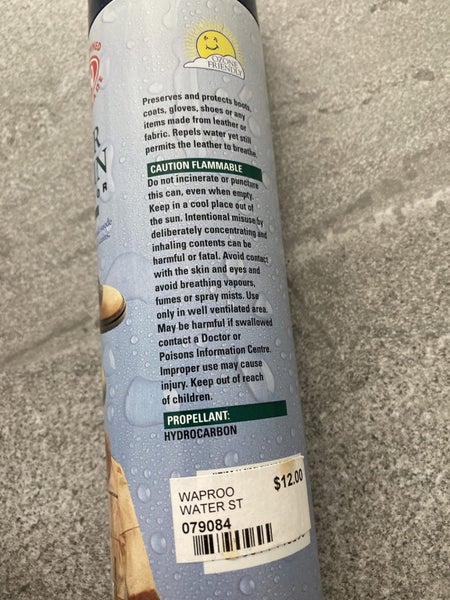 OZONE
FRIENDLY
Preserves and protects boots,
coats, gloves, shoes or any
items made from leather or
fabric. Repels water yet still
permits the leather to breathe.
CAUTION FLAMMABLE
Do not incinerate or puncture
this can, even when empty.
Keep in a cool place out of
the sun. Intentional misuse by
deliberately concentrating and
inhaling contents can be
harmful or fatal. Avoid contact
with the skin and eyes and
avoid breathing vapours,
fumes or spray mists. Use
only in well ventilated area.
May be harmful if swallowed
contact a Doctor or
Poisons Information Centre.
Improper use may cause
injury. Keep out of reach
of children.
PROPELLANT:
HYDROCARBON
$12.00
WAPROO
WATER ST
079084